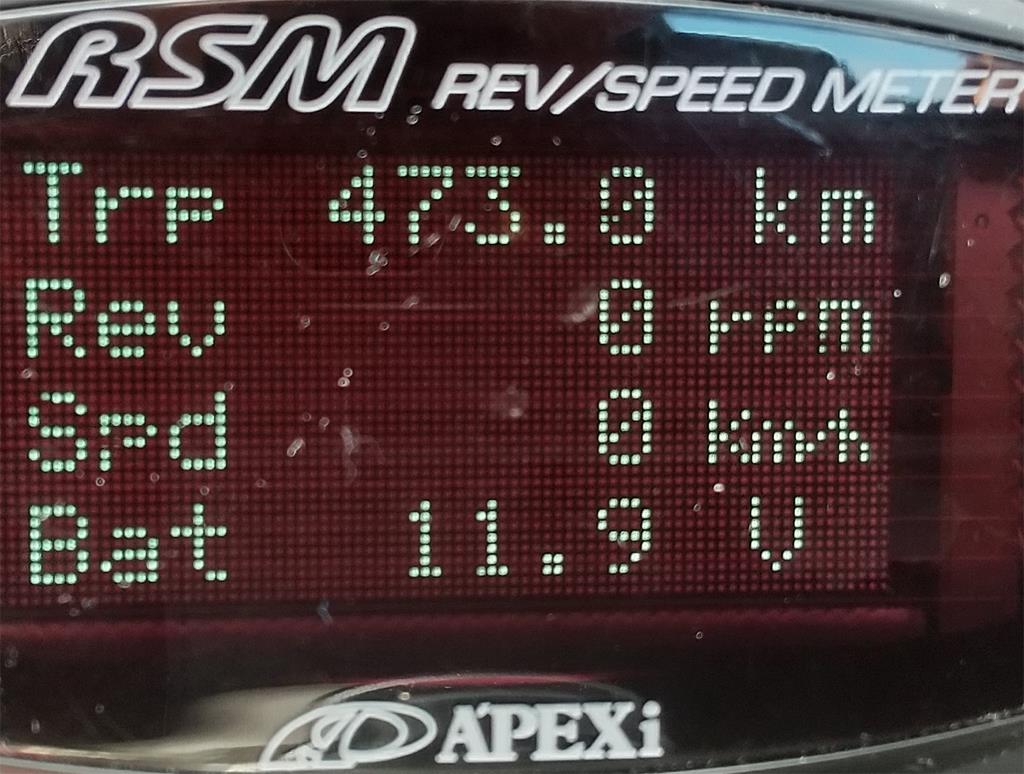 RSM REV/SPEED METER
Trp 473.0 km
Rev 0 rpm
Spd 0 km/h
Bat 11.9 V
A'PEXi